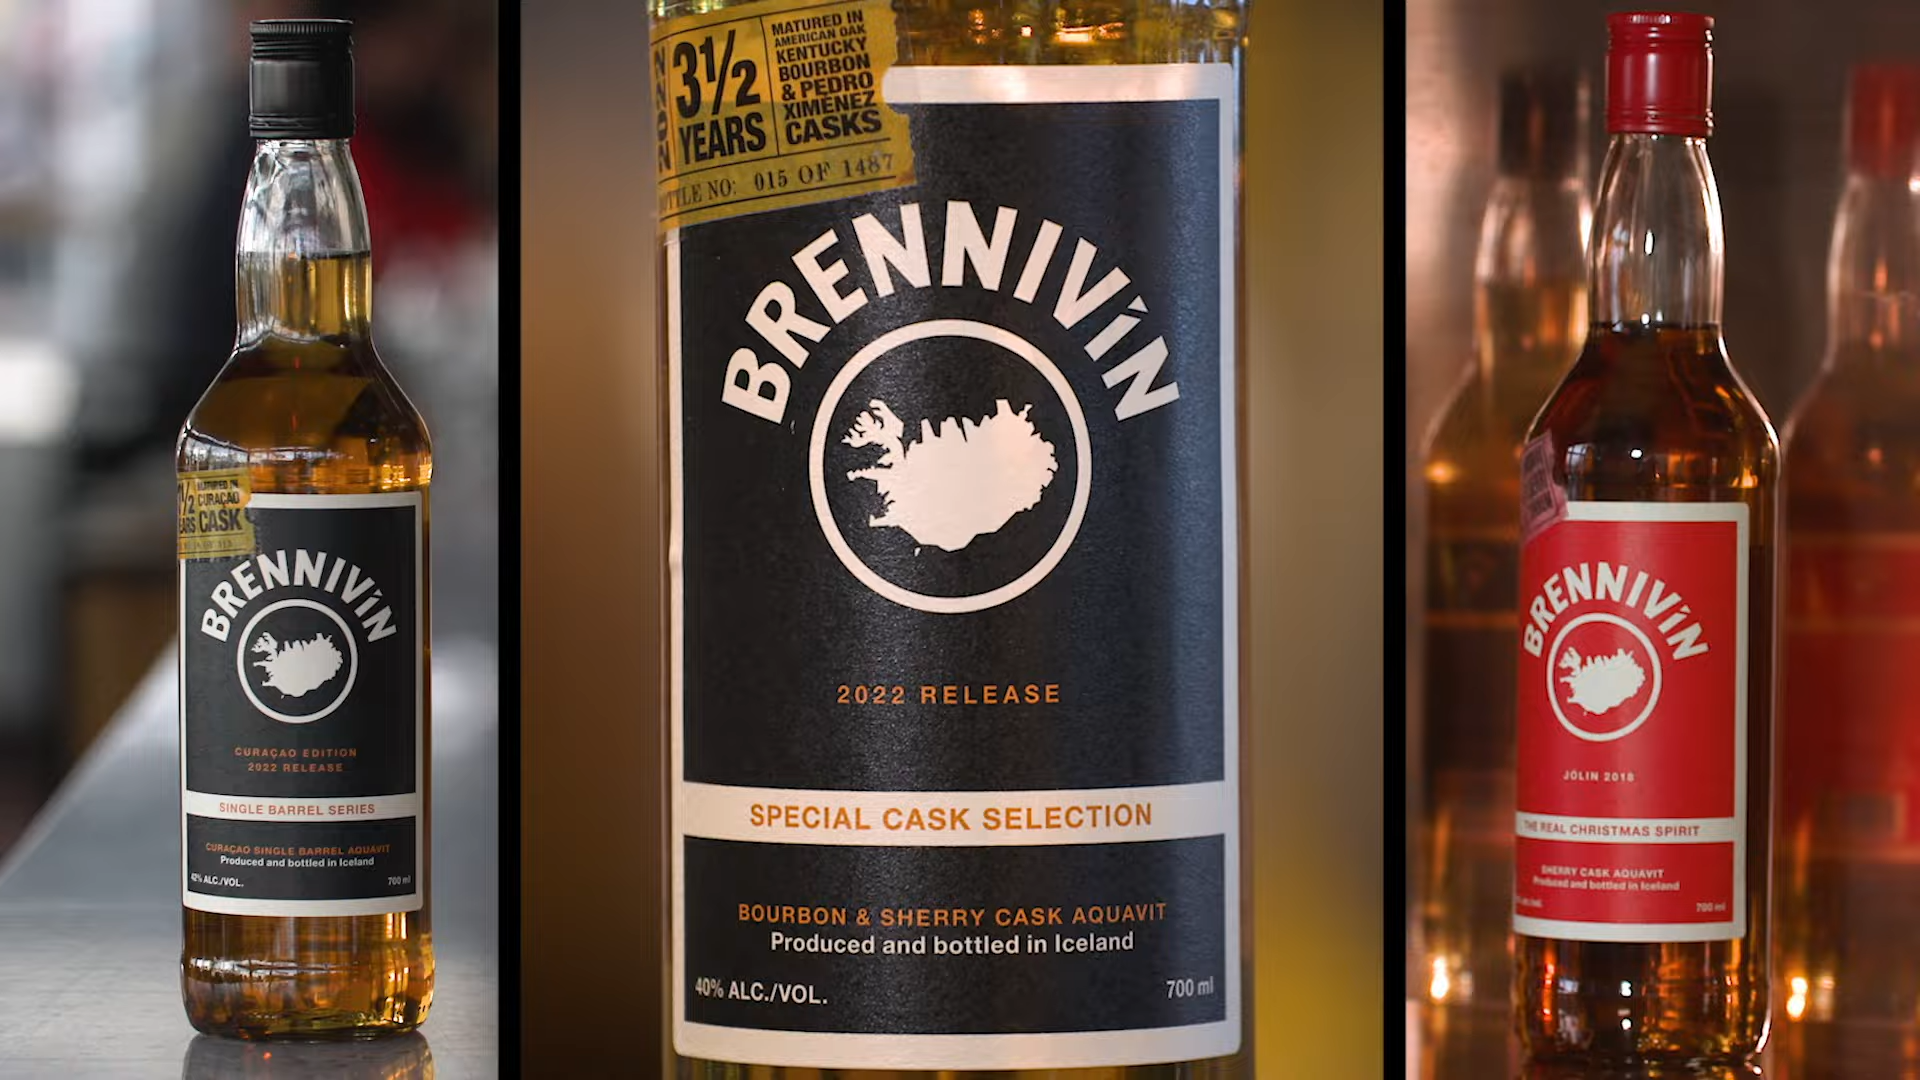 1/2
MATURED IN
CURAÇAO
CASK
BRENNIVÍN
CURAÇAO EDITION
2022 RELEASE
SINGLE BARREL SERIES
CURAÇAO SINGLE BARREL AQUAVIT
Produced and bottled in Iceland
42% ALC./VOL.
700 ml
2022
3½
YEARS
MATURED IN
AMERICAN OAK
KENTUCKY
BOURBON
& PEDRO
XIMÉNEZ
CASKS
NO: 015 OF 1487
BRENNIVÍN
2022 RELEASE
SPECIAL CASK SELECTION
BOURBON & SHERRY CASK AQUAVIT
Produced and bottled in Iceland
40% ALC./VOL.
700 ml
BRENNIVÍN
JÓLIN 2018
THE REAL CHRISTMAS SPIRIT
SHERRY CASK AQUAVIT
Produced and bottled in Iceland
700 ml